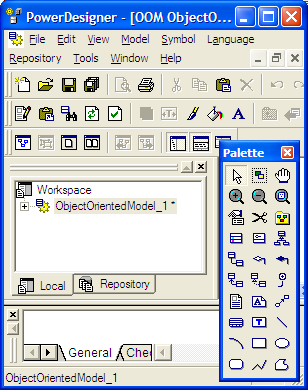 PowerDesigner - [OOM ObjectO...
File Edit View Model Symbol Language
Repository Tools Window Help
Palette
Workspace
ObjectOrientedModel_1 *
Local Repository
General Che
ObjectOrientedModel_1